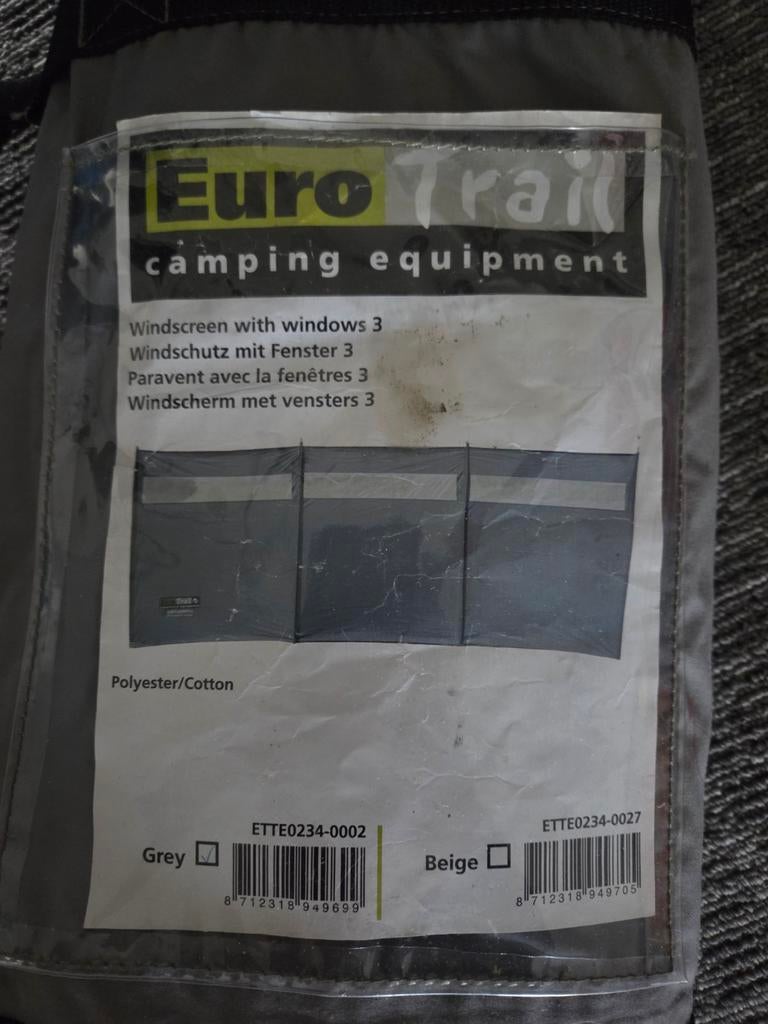 Euro Trail
camping equipment
Windscreen with windows 3
Windschutz mit Fenster 3
Paravent avec la fenêtres 3
Windscherm met vensters 3
Polyester/Cotton
ETTE0234-0002
Grey
8 712318 949699
ETTE0234-0027
Beige
8 712318 949705